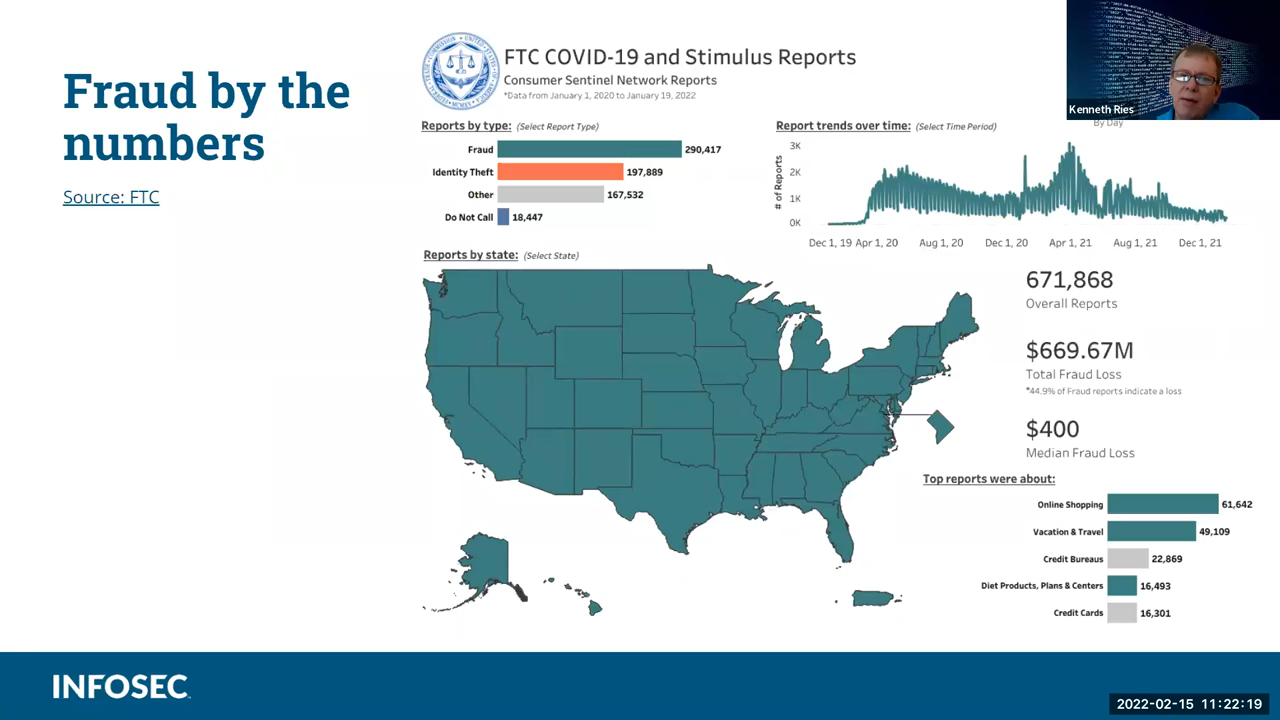 Fraud by the
numbers
Source: FTC
FTC COVID-19 and Stimulus Reports
Consumer Sentinel Network Reports
*Data from January 1, 2020 to January 19, 2022
Kenneth Ries
Reports by type: (Select Report Type)
Fraud 290,417
Identity Theft 197,889
Other 167,532
Do Not Call 18,447
Report trends over time: (Select Time Period)
By Day
# of Reports
3K
2K
1K
0K
Dec 1, 19 Apr 1, 20 Aug 1, 20 Dec 1, 20 Apr 1, 21 Aug 1, 21 Dec 1, 21
Reports by state: (Select State)
671,868
Overall Reports
$669.67M
Total Fraud Loss
*44.9% of Fraud reports indicate a loss
$400
Median Fraud Loss
Top reports were about:
Online Shopping 61,642
Vacation & Travel 49,109
Credit Bureaus 22,869
Diet Products, Plans & Centers 16,493
Credit Cards 16,301
INFOSEC
2022-02-15 11:22:19